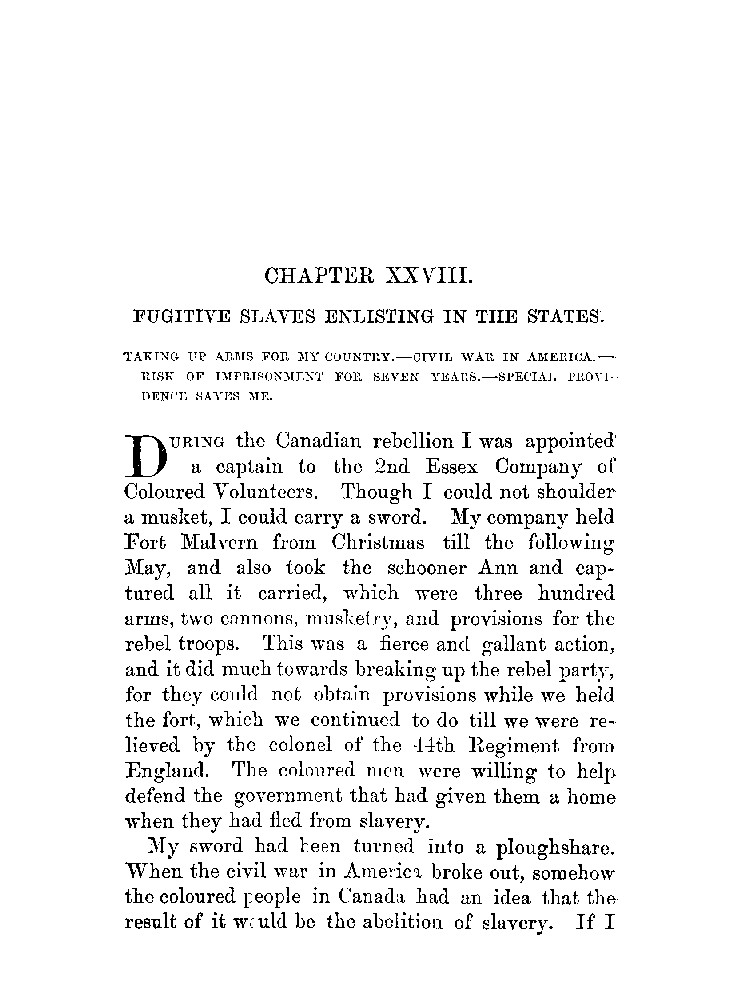 CHAPTER XXVIII.
FUGITIVE SLAVES ENLISTING IN THE STATES.
TAKING UP ARMS FOR MY COUNTRY.—CIVIL WAR IN AMERICA.—
RISK OF IMPRISONMENT FOR SEVEN YEARS.—SPECIAL PROVI-
DENCE SAVES ME.
DURING the Canadian rebellion I was appointed
a captain to the 2nd Essex Company of
Coloured Volunteers. Though I could not shoulder
a musket, I could carry a sword. My company held
Fort Malvern from Christmas till the following
May, and also took the schooner Ann and cap-
tured all it carried, which were three hundred
arms, two cannons, musketry, and provisions for the
rebel troops. This was a fierce and gallant action,
and it did much towards breaking up the rebel party,
for they could not obtain provisions while we held
the fort, which we continued to do till we were re-
lieved by the colonel of the 44th Regiment from
England. The coloured men were willing to help
defend the government that had given them a home
when they had fled from slavery.
My sword had been turned into a ploughshare.
When the civil war in America broke out, somehow
the coloured people in Canada had an idea that the
result of it would be the abolition of slavery. If I